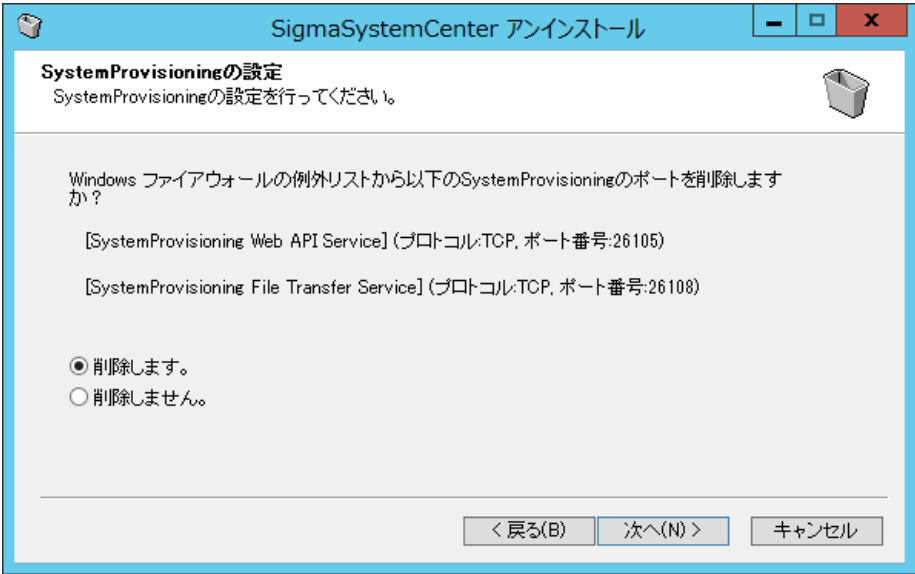 SigmaSystemCenter アンインストール
SystemProvisioningの設定
SystemProvisioningの設定を行ってください。
Windows ファイアウォールの例外リストから以下のSystemProvisioningのポートを削除します
か?
[SystemProvisioning Web API Service] (プロトコル:TCP, ポート番号:26105)
[SystemProvisioning File Transfer Service] (プロトコル:TCP, ポート番号:26108)
削除します。
削除しません。
< 戻る(B) 次へ(N) > キャンセル